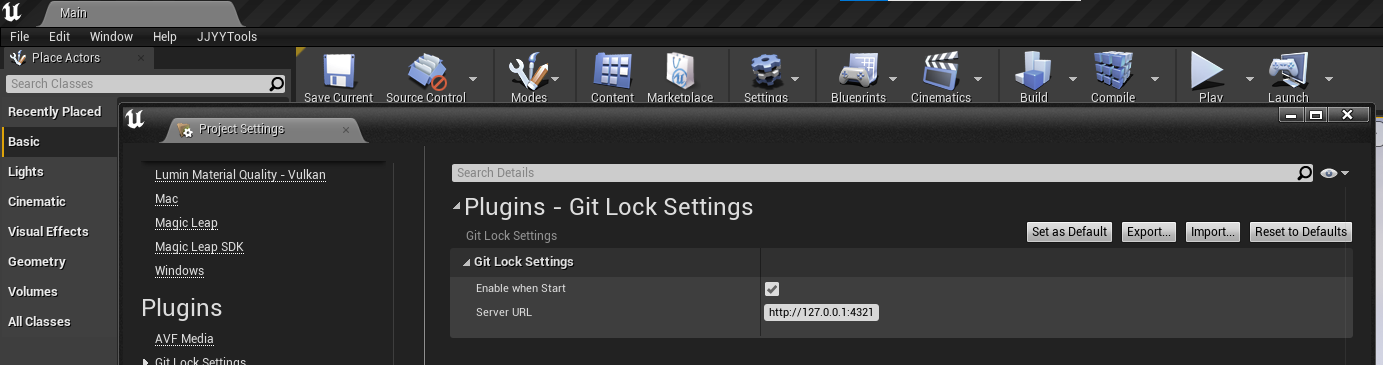 Main
File Edit Window Help JJYYTools
Place Actors
Search Classes
Save Current Source Control Modes Content Marketplace Settings Blueprints Cinematics Build Compile Play Launch
Recently Placed
Basic
Lights
Cinematic
Visual Effects
Geometry
Volumes
All Classes
Project Settings
Lumin Material Quality - Vulkan
Mac
Magic Leap
Magic Leap SDK
Windows
Plugins
AVF Media
Git Lock Settings
Search Details
Plugins - Git Lock Settings
Git Lock Settings
Set as Default Export... Import... Reset to Defaults
Git Lock Settings
Enable when Start
Server URL http://127.0.0.1:4321